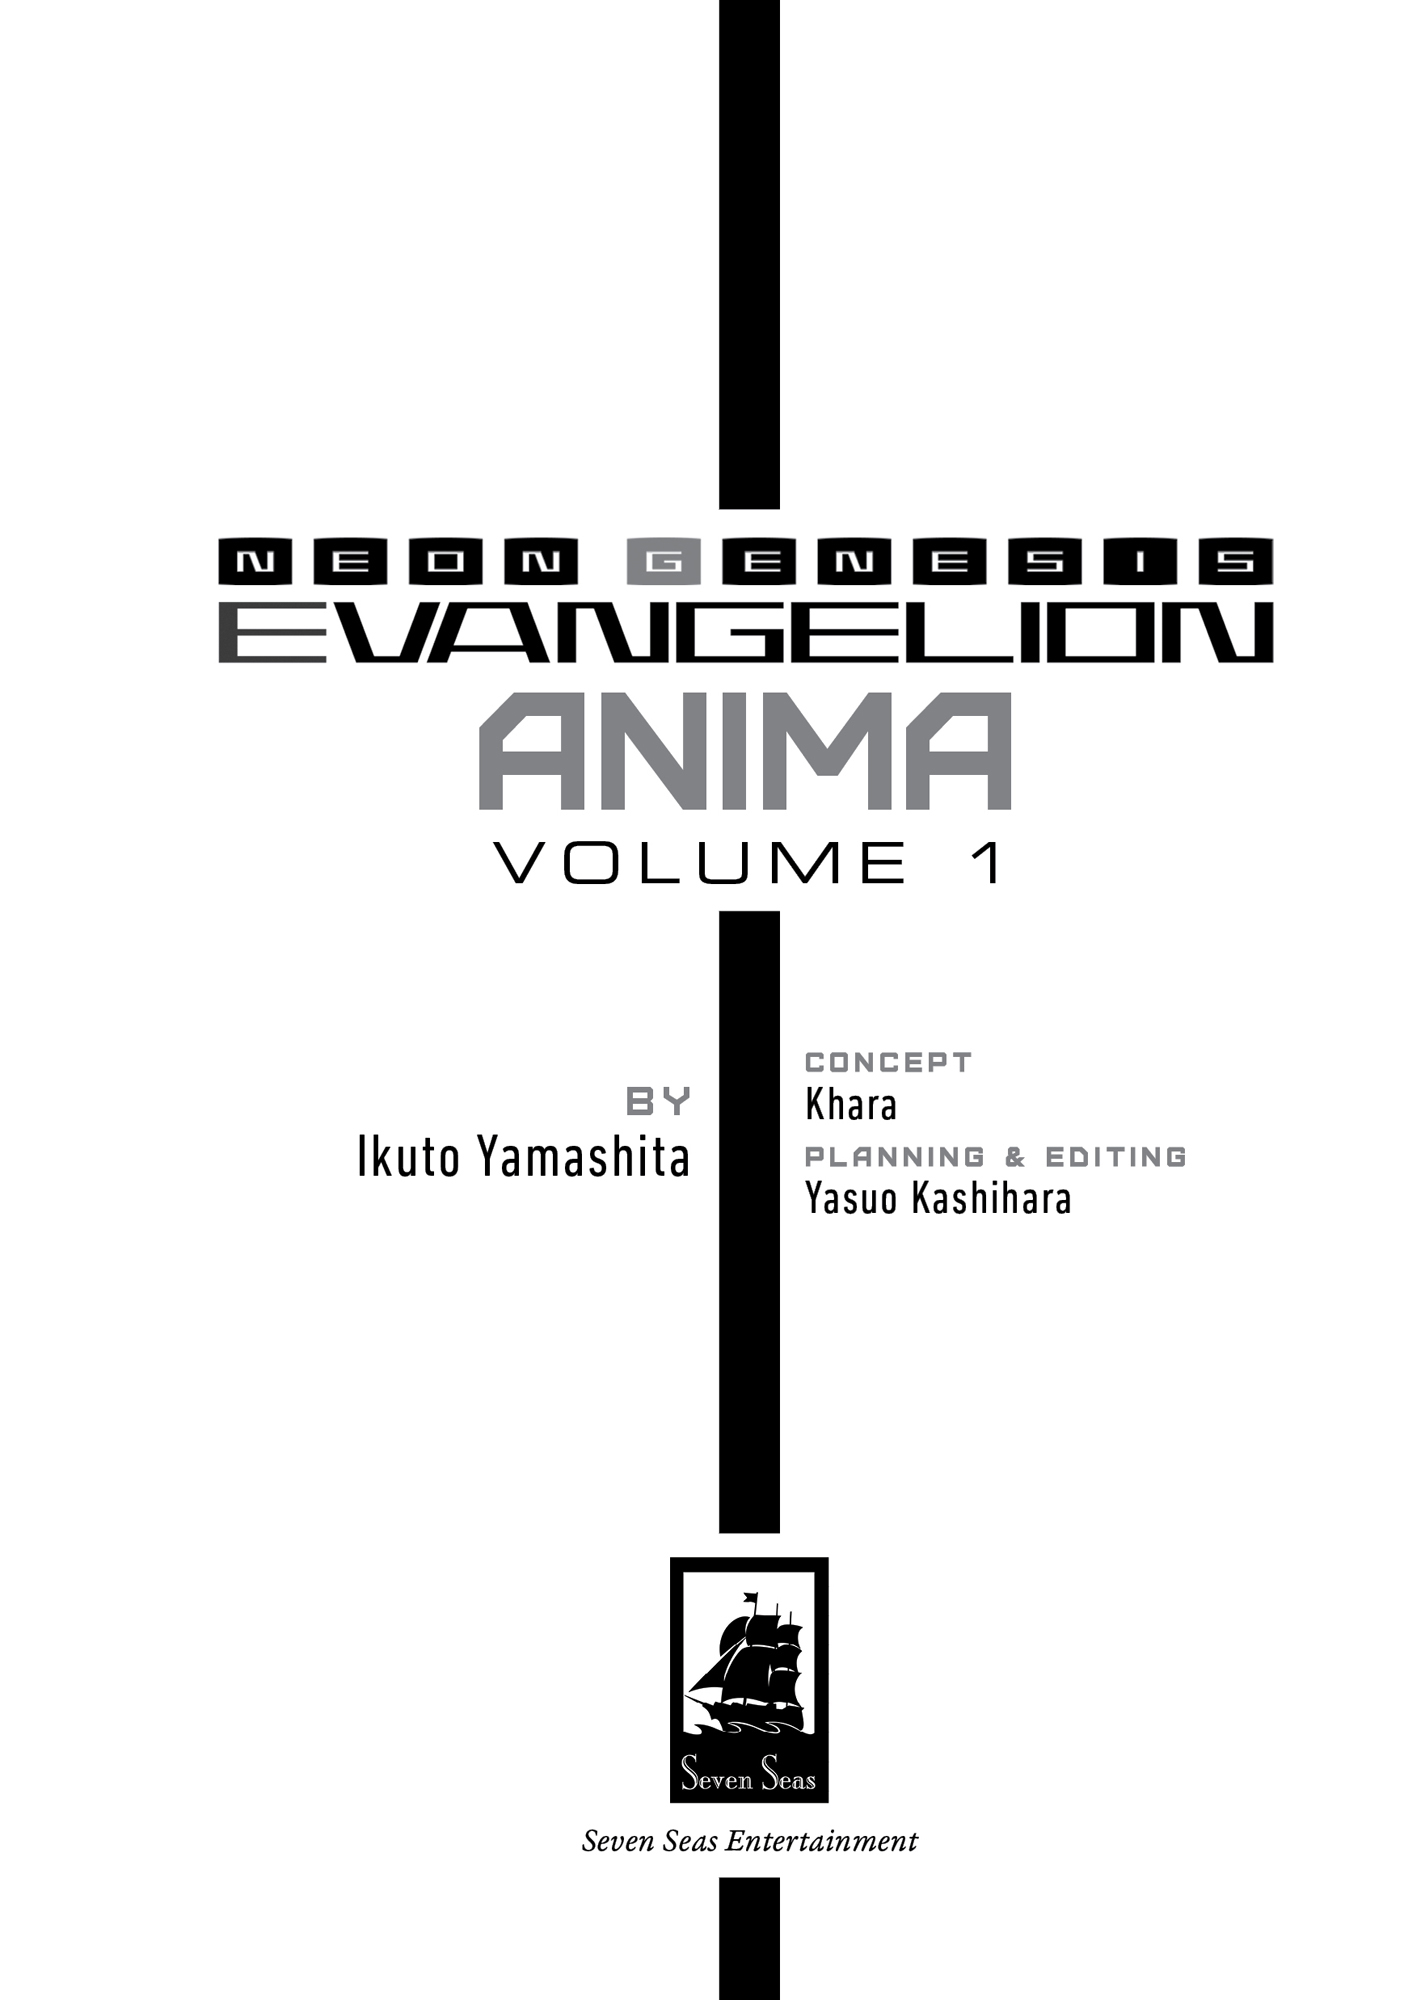 NEON GENESIS
EVANGELION
ANIMA
VOLUME 1
BY
Ikuto Yamashita
CONCEPT
Khara
PLANNING & EDITING
Yasuo Kashihara
Seven Seas
Seven Seas Entertainment